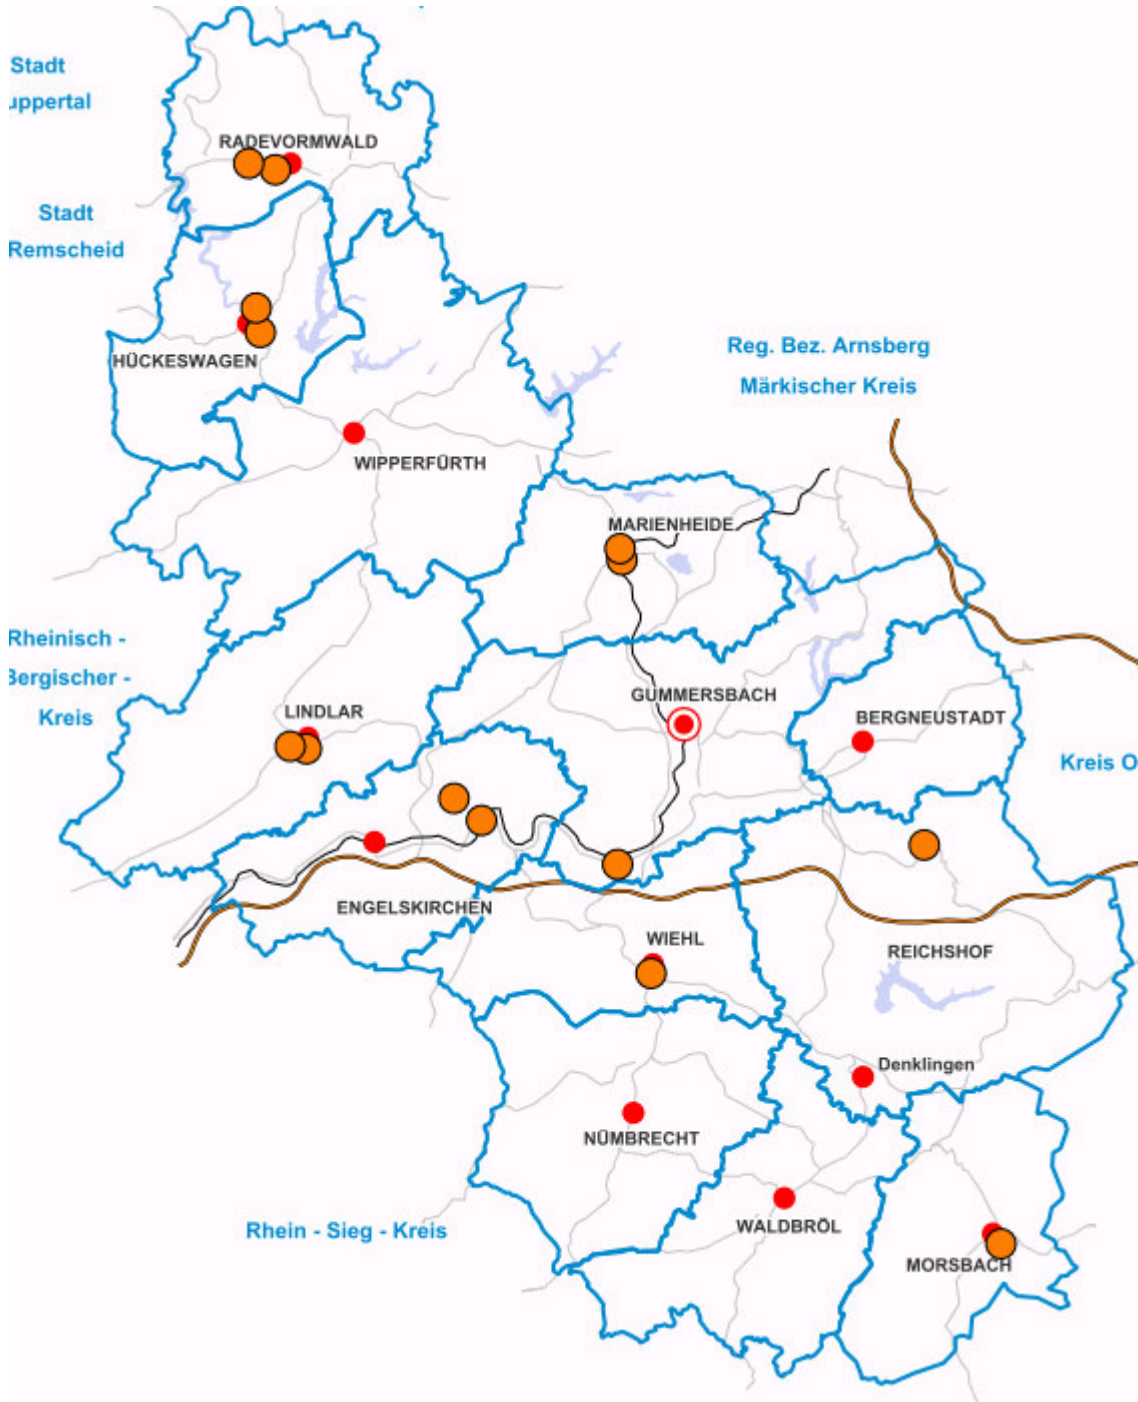 Stadt
uppertal
RADEVORMWALD
Stadt
Remscheid
HÜCKESWAGEN
Reg. Bez. Arnsberg
Märkischer Kreis
WIPPERFÜRTH
MARIENHEIDE
Rheinisch -
Bergischer -
Kreis
LINDLAR
GUMMERSBACH
BERGNEUSTADT
Kreis O
ENGELSKIRCHEN
WIEHL
REICHSHOF
Denklingen
NÜMBRECHT
WALDBRÖL
Rhein - Sieg - Kreis
MORSBACH